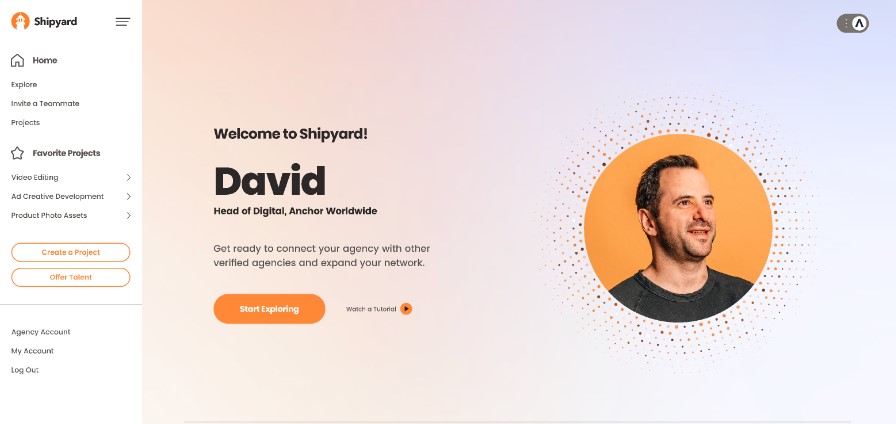 Shipyard
Home
Explore
Invite a Teammate
Projects
Favorite Projects
Video Editing
Ad Creative Development
Product Photo Assets
Create a Project
Offer Talent
Agency Account
My Account
Log Out
Welcome to Shipyard!
David
Head of Digital, Anchor Worldwide
Get ready to connect your agency with other
verified agencies and expand your network.
Start Exploring
Watch a Tutorial